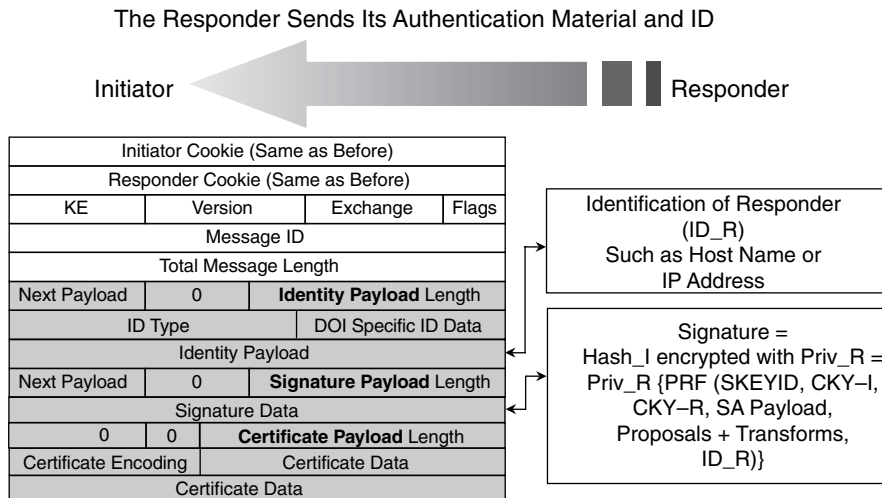 The Responder Sends Its Authentication Material and ID
Initiator
Responder
Initiator Cookie (Same as Before)
Responder Cookie (Same as Before)
KE Version Exchange Flags
Message ID
Total Message Length
Next Payload 0 Identity Payload Length
ID Type DOI Specific ID Data
Identity Payload
Next Payload 0 Signature Payload Length
Signature Data
0 0 Certificate Payload Length
Certificate Encoding Certificate Data
Certificate Data
Identification of Responder
(ID_R)
Such as Host Name or
IP Address
Signature =
Hash_I encrypted with Priv_R =
Priv_R {PRF (SKEYID, CKY–I,
CKY–R, SA Payload,
Proposals + Transforms,
ID_R)}